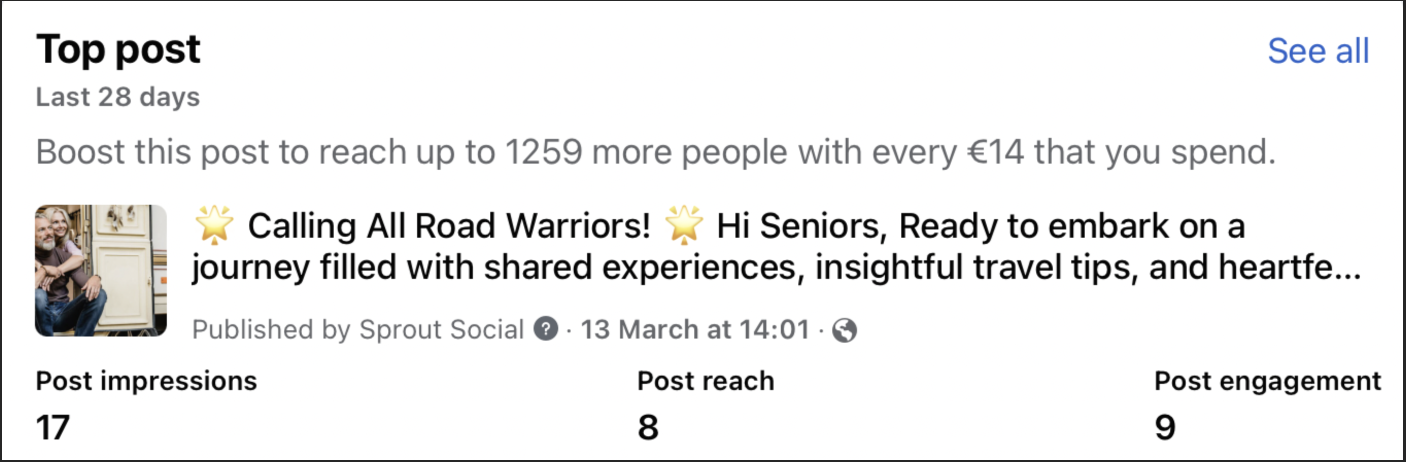 Top post
See all
Last 28 days
Boost this post to reach up to 1259 more people with every €14 that you spend.
🌟 Calling All Road Warriors! 🌟 Hi Seniors, Ready to embark on a
journey filled with shared experiences, insightful travel tips, and heartfe...
Published by Sprout Social ? · 13 March at 14:01 ·
Post impressions
Post reach
Post engagement
17
8
9